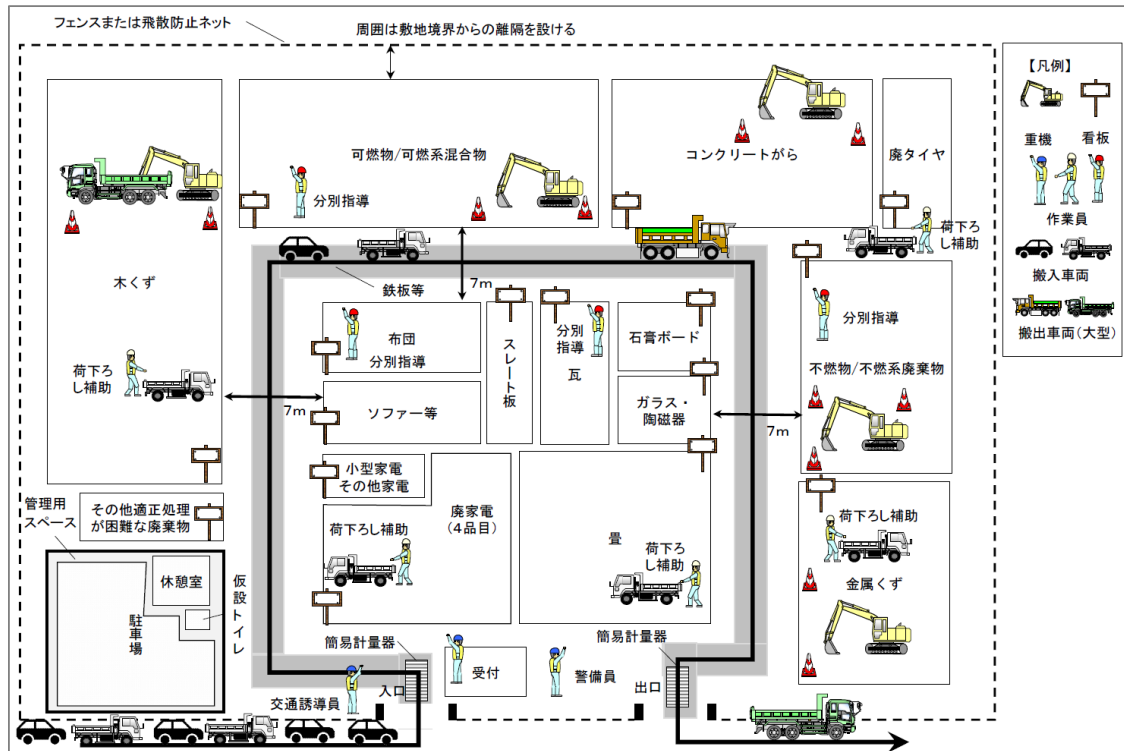 フェンスまたは飛散防止ネット
周囲は敷地境界からの離隔を設ける
【凡例】
重機
看板
作業員
搬入車両
搬出車両(大型)
可燃物/可燃系混合物
分別指導
コンクリートがら
廃タイヤ
荷下ろ
し補助
木くず
鉄板等
7m
分別指導
布団
分別指導
スレート板
分別
指導
瓦
石膏ボード
不燃物/不燃系廃棄物
荷下ろ
し補助
7m
ソファー等
ガラス・
陶磁器
7m
小型家電
その他家電
廃家電
(4品目)
管理用
スペース
その他適正処理
が困難な廃棄物
荷下ろし補助
畳
荷下ろ
し補助
荷下ろ
し補助
金属くず
休憩室
仮設トイレ
駐車場
簡易計量器
簡易計量器
受付
警備員
入口
出口
交通誘導員